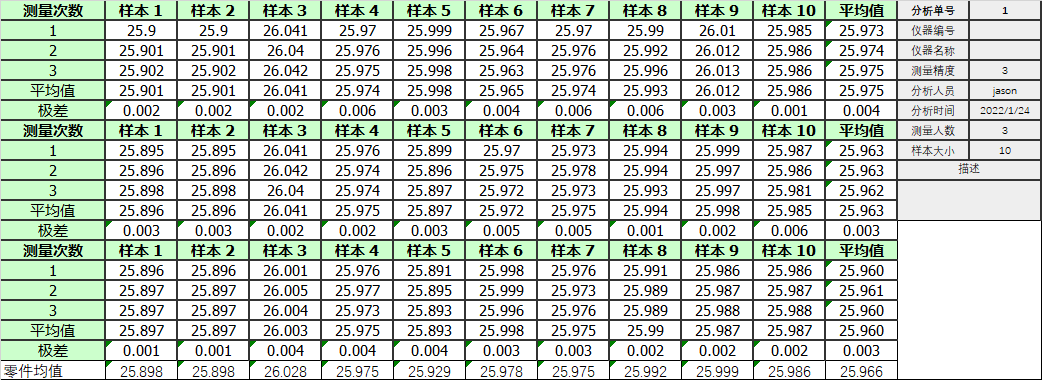 测量次数 样本 1 样本 2 样本 3 样本 4 样本 5 样本 6 样本 7 样本 8 样本 9 样本 10 平均值 分析单号 1
1 25.9 25.9 26.041 25.97 25.999 25.967 25.97 25.99 26.01 25.985 25.973 仪器编号
2 25.901 25.901 26.04 25.976 25.996 25.964 25.976 25.992 26.012 25.986 25.974 仪器名称
3 25.902 25.902 26.042 25.975 25.998 25.963 25.976 25.996 26.013 25.986 25.975 测量精度 3
平均值 25.901 25.901 26.041 25.974 25.998 25.965 25.974 25.993 26.012 25.986 25.975 分析人员 jason
极差 0.002 0.002 0.002 0.006 0.003 0.004 0.006 0.006 0.003 0.001 0.004 分析时间 2022/1/24
测量次数 样本 1 样本 2 样本 3 样本 4 样本 5 样本 6 样本 7 样本 8 样本 9 样本 10 平均值 测量人数 3
1 25.895 25.895 26.041 25.976 25.899 25.97 25.973 25.994 25.999 25.987 25.963 样本大小 10
2 25.896 25.896 26.042 25.974 25.896 25.975 25.978 25.994 25.997 25.986 25.963 描述
3 25.898 25.898 26.04 25.974 25.897 25.972 25.973 25.993 25.997 25.981 25.962
平均值 25.896 25.896 26.041 25.975 25.897 25.972 25.975 25.994 25.998 25.985 25.963
极差 0.003 0.003 0.002 0.002 0.003 0.005 0.005 0.001 0.002 0.006 0.003
测量次数 样本 1 样本 2 样本 3 样本 4 样本 5 样本 6 样本 7 样本 8 样本 9 样本 10 平均值
1 25.896 25.896 26.001 25.976 25.891 25.998 25.976 25.991 25.986 25.986 25.960
2 25.897 25.897 26.005 25.977 25.895 25.999 25.973 25.989 25.987 25.987 25.961
3 25.897 25.897 26.004 25.973 25.893 25.996 25.976 25.989 25.988 25.988 25.960
平均值 25.897 25.897 26.003 25.975 25.893 25.998 25.975 25.99 25.987 25.987 25.960
极差 0.001 0.001 0.004 0.004 0.004 0.003 0.003 0.002 0.002 0.002 0.003
零件均值 25.898 25.898 26.028 25.975 25.929 25.978 25.975 25.992 25.999 25.986 25.966